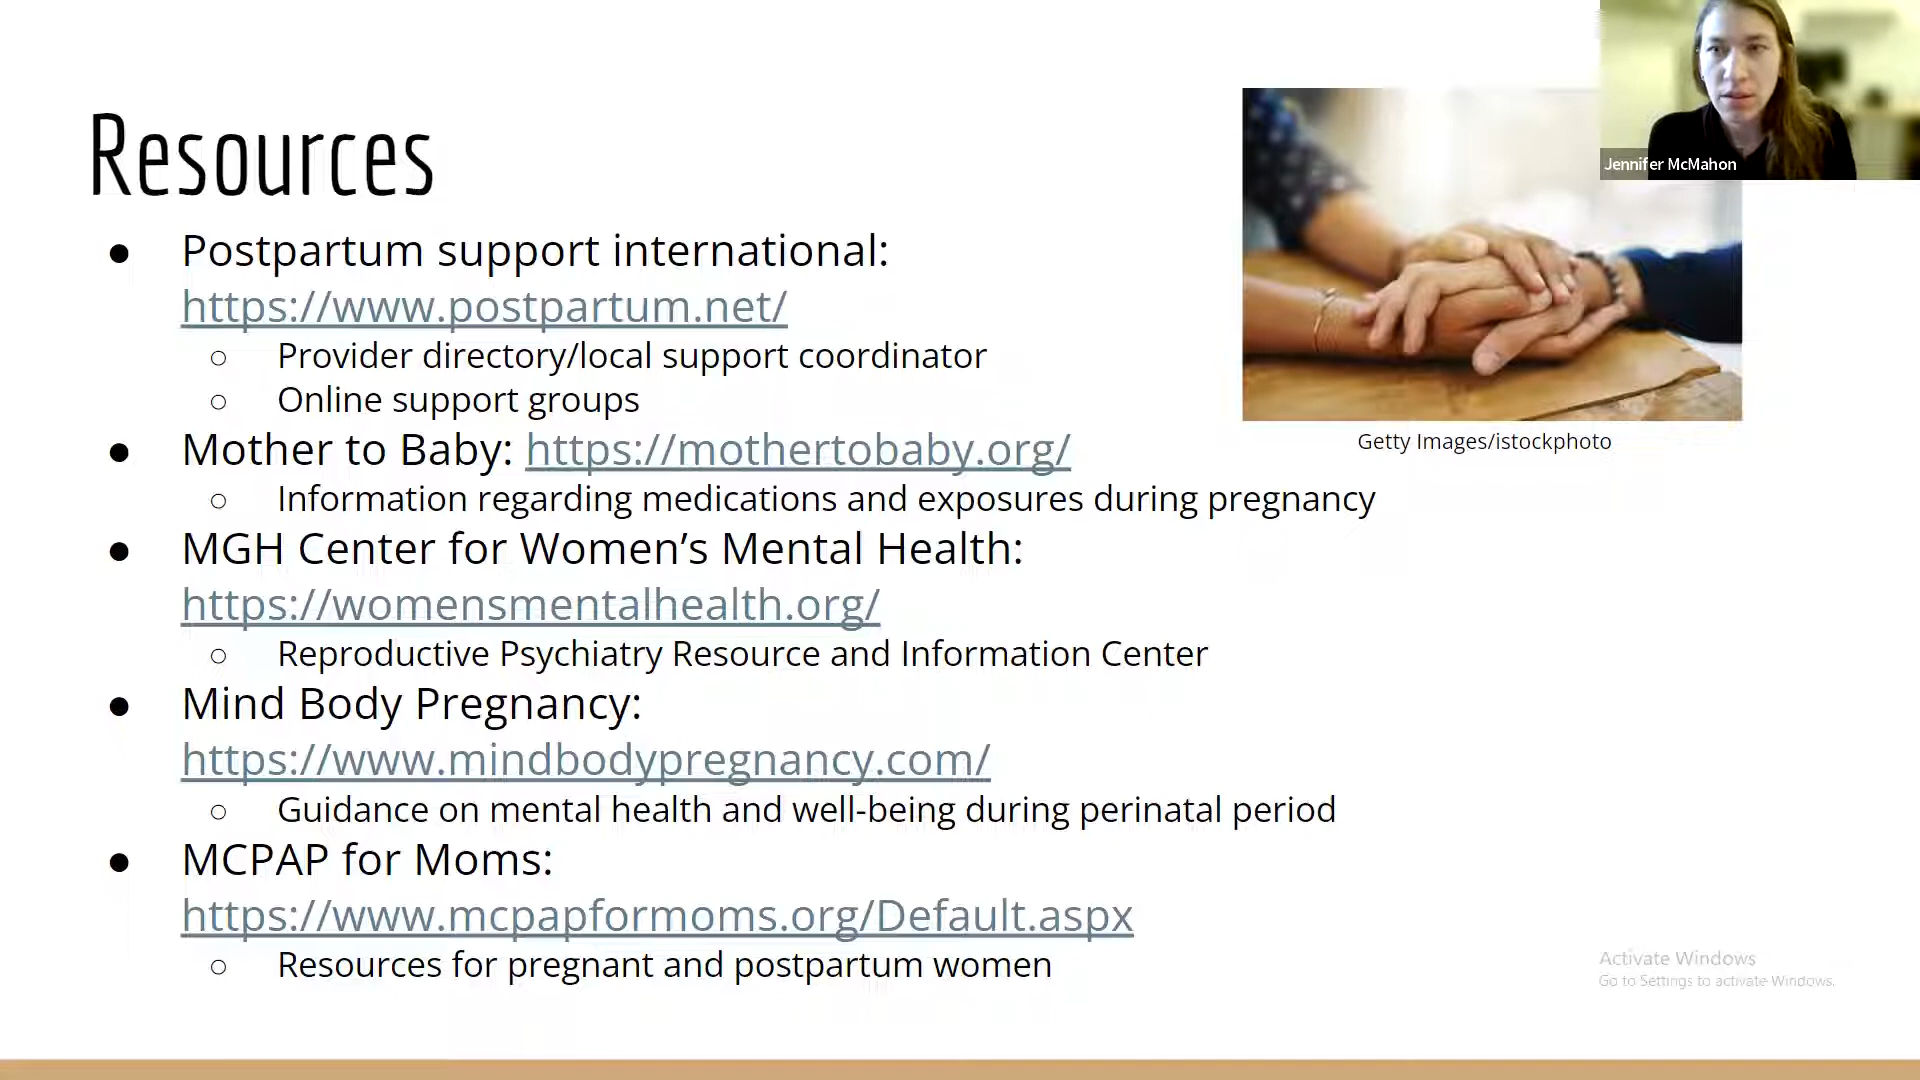 Jennifer McMahon
Resources
● Postpartum support international:
https://www.postpartum.net/
○ Provider directory/local support coordinator
○ Online support groups
● Mother to Baby: https://mothertobaby.org/
○ Information regarding medications and exposures during pregnancy
● MGH Center for Women’s Mental Health:
https://womensmentalhealth.org/
○ Reproductive Psychiatry Resource and Information Center
● Mind Body Pregnancy:
https://www.mindbodypregnancy.com/
○ Guidance on mental health and well-being during perinatal period
● MCPAP for Moms:
https://www.mcpapformoms.org/Default.aspx
○ Resources for pregnant and postpartum women
Getty Images/istockphoto
Activate Windows
Go to Settings to activate Windows.